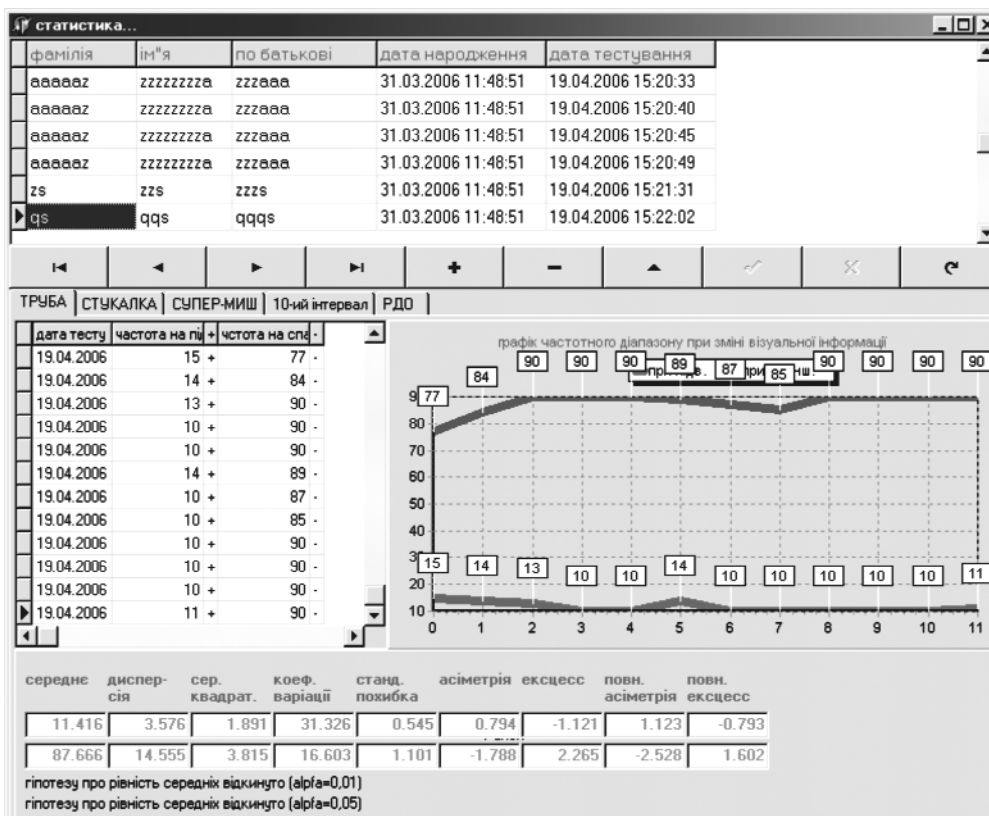 статистика...
фамілія ім"я по батькові дата народження дата тестування
aaaaaz zzzzzzzza zzzaaa 31.03.2006 11:48:51 19.04.2006 15:20:33
aaaaaz zzzzzzzza zzzaaa 31.03.2006 11:48:51 19.04.2006 15:20:40
aaaaaz zzzzzzzza zzzaaa 31.03.2006 11:48:51 19.04.2006 15:20:45
aaaaaz zzzzzzzza zzzaaa 31.03.2006 11:48:51 19.04.2006 15:20:49
zs zzs zzzs 31.03.2006 11:48:51 19.04.2006 15:21:31
qs qqs qqqs 31.03.2006 11:48:51 19.04.2006 15:22:02
ТРУБА СТУКАЛКА СУПЕР-МИШ 10-ий інтервал РДО
дата тесту частота на пі + чстота на спа -
19.04.2006 15 + 77 -
19.04.2006 14 + 84 -
19.04.2006 13 + 90 -
19.04.2006 10 + 90 -
19.04.2006 10 + 90 -
19.04.2006 14 + 89 -
19.04.2006 10 + 87 -
19.04.2006 10 + 85 -
19.04.2006 10 + 90 -
19.04.2006 10 + 90 -
19.04.2006 10 + 90 -
19.04.2006 11 + 90 -
графік частотного діапазону при зміні візуальної інформації
77 84 90 90 90 89 87 85 90 90 90 90
80
70
60
50
40
30
20
10
15 14 13 10 10 14 10 10 10 10 10 11
0 1 2 3 4 5 6 7 8 9 10 11
середнє диспер- сер. коеф. станд. асіметрія ексцесс повн. повн.
сія квадрат. варіації похибка асіметрія ексцесс
11.416 3.576 1.891 31.326 0.545 0.794 -1.121 1.123 -0.793
87.666 14.555 3.815 16.603 1.101 -1.788 2.265 -2.528 1.602
гіпотезу про рівність середніх відкинуто (alpfa=0,01)
гіпотезу про рівність середніх відкинуто (alpfa=0,05)